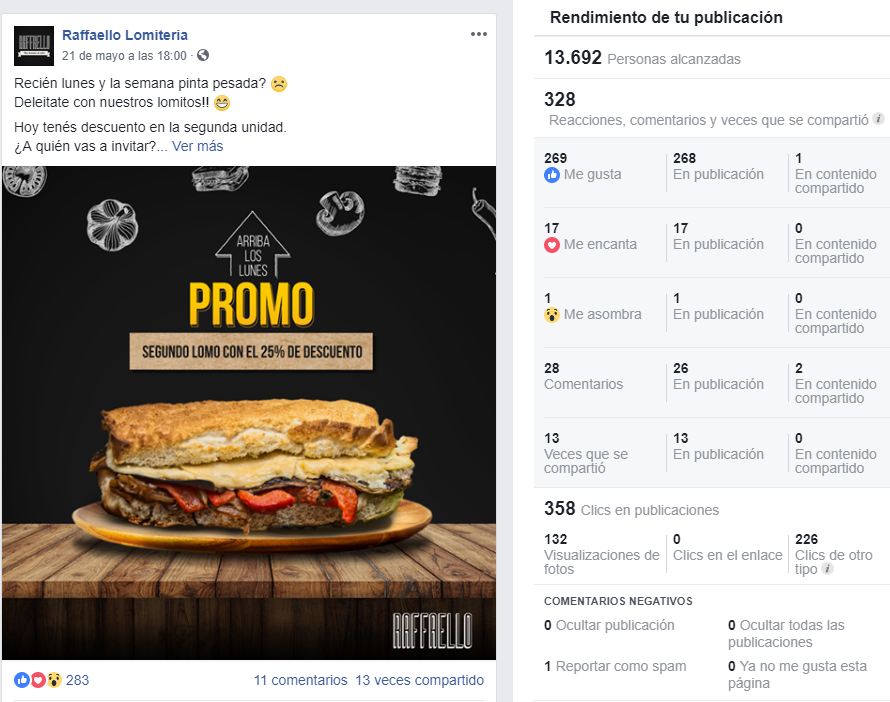 Raffaello Lomiteria
21 de mayo a las 18:00 ·
Recién lunes y la semana pinta pesada?
Deleitate con nuestros lomitos!!
Hoy tenés descuento en la segunda unidad.
¿A quién vas a invitar?... Ver más
ARRIBA
LOS
LUNES
PROMO
SEGUNDO LOMO CON EL 25% DE DESCUENTO
RAFFAELLO
283
11 comentarios 13 veces compartido
Rendimiento de tu publicación
13.692 Personas alcanzadas
328
Reacciones, comentarios y veces que se compartió
269
Me gusta
268
En publicación
1
En contenido
compartido
17
Me encanta
17
En publicación
0
En contenido
compartido
1
Me asombra
1
En publicación
0
En contenido
compartido
28
Comentarios
26
En publicación
2
En contenido
compartido
13
Veces que se
compartió
13
En publicación
0
En contenido
compartido
358 Clics en publicaciones
132
Visualizaciones de
fotos
0
Clics en el enlace
226
Clics de otro
tipo
COMENTARIOS NEGATIVOS
0 Ocultar publicación
0 Ocultar todas las
publicaciones
1 Reportar como spam
0 Ya no me gusta esta
página